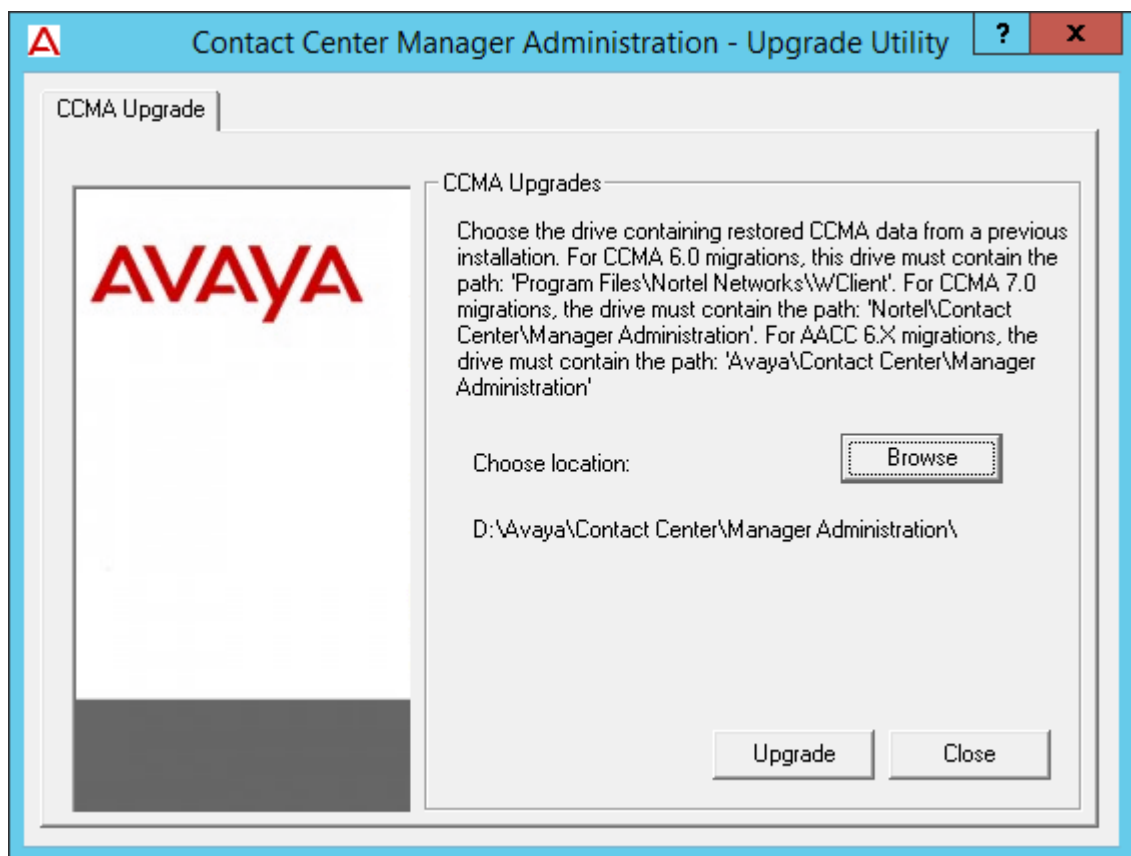 Contact Center Manager Administration - Upgrade Utility
?
x
CCMA Upgrade
AVAYA
CCMA Upgrades
Choose the drive containing restored CCMA data from a previous
installation. For CCMA 6.0 migrations, this drive must contain the
path: 'Program Files\Nortel Networks\WClient'. For CCMA 7.0
migrations, the drive must contain the path: 'Nortel\Contact
Center\Manager Administration'. For AACC 6.X migrations, the
drive must contain the path: 'Avaya\Contact Center\Manager
Administration'
Choose location:
Browse
D:\Avaya\Contact Center\Manager Administration\
Upgrade
Close